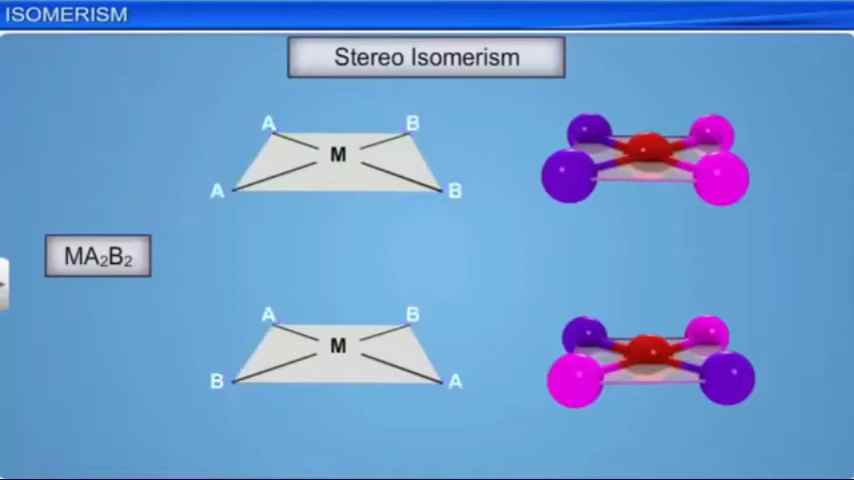 ISOMERISM
Stereo Isomerism
A B
M
A B
MA₂B₂
A B
M
B A